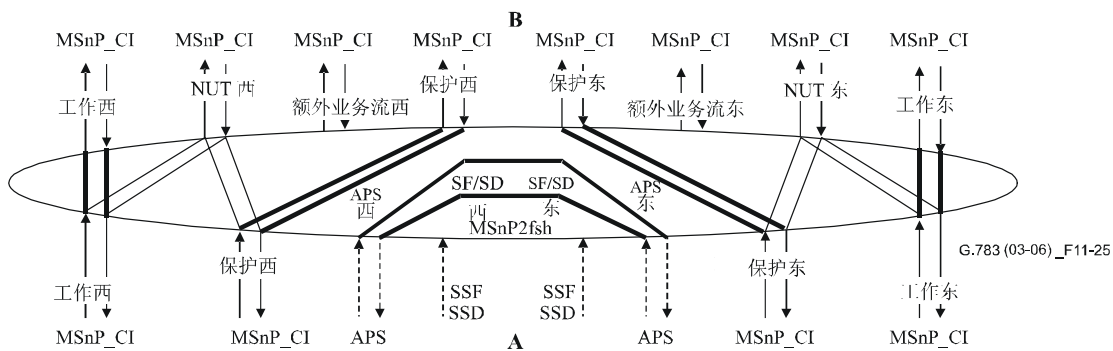 B
MSnP_CI MSnP_CI MSnP_CI MSnP_CI MSnP_CI MSnP_CI MSnP_CI MSnP_CI
工作西 NUT 西 额外业务流西 保护西 保护东 额外业务流东 NUT 东 工作东
APS
西
SF/SD
西
SF/SD
东
APS
东
MSnP2fsh
G.783 (03-06) _F11-25
工作西 保护西 SSF
SSD
SSF
SSD
保护东 工作东
MSnP_CI MSnP_CI APS APS MSnP_CI MSnP_CI
A